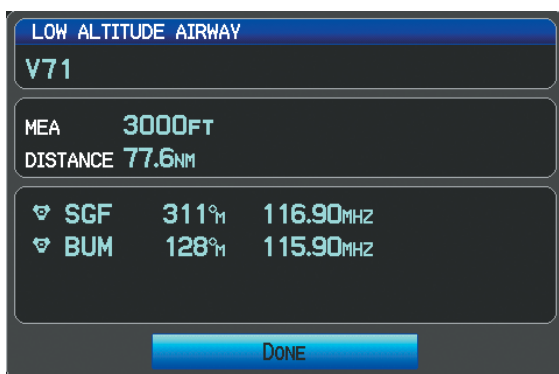 LOW ALTITUDE AIRWAY
V71
MEA 3000FT
DISTANCE 77.6NM
SGF 311°M 116.90MHZ
BUM 128°M 115.90MHZ
DONE